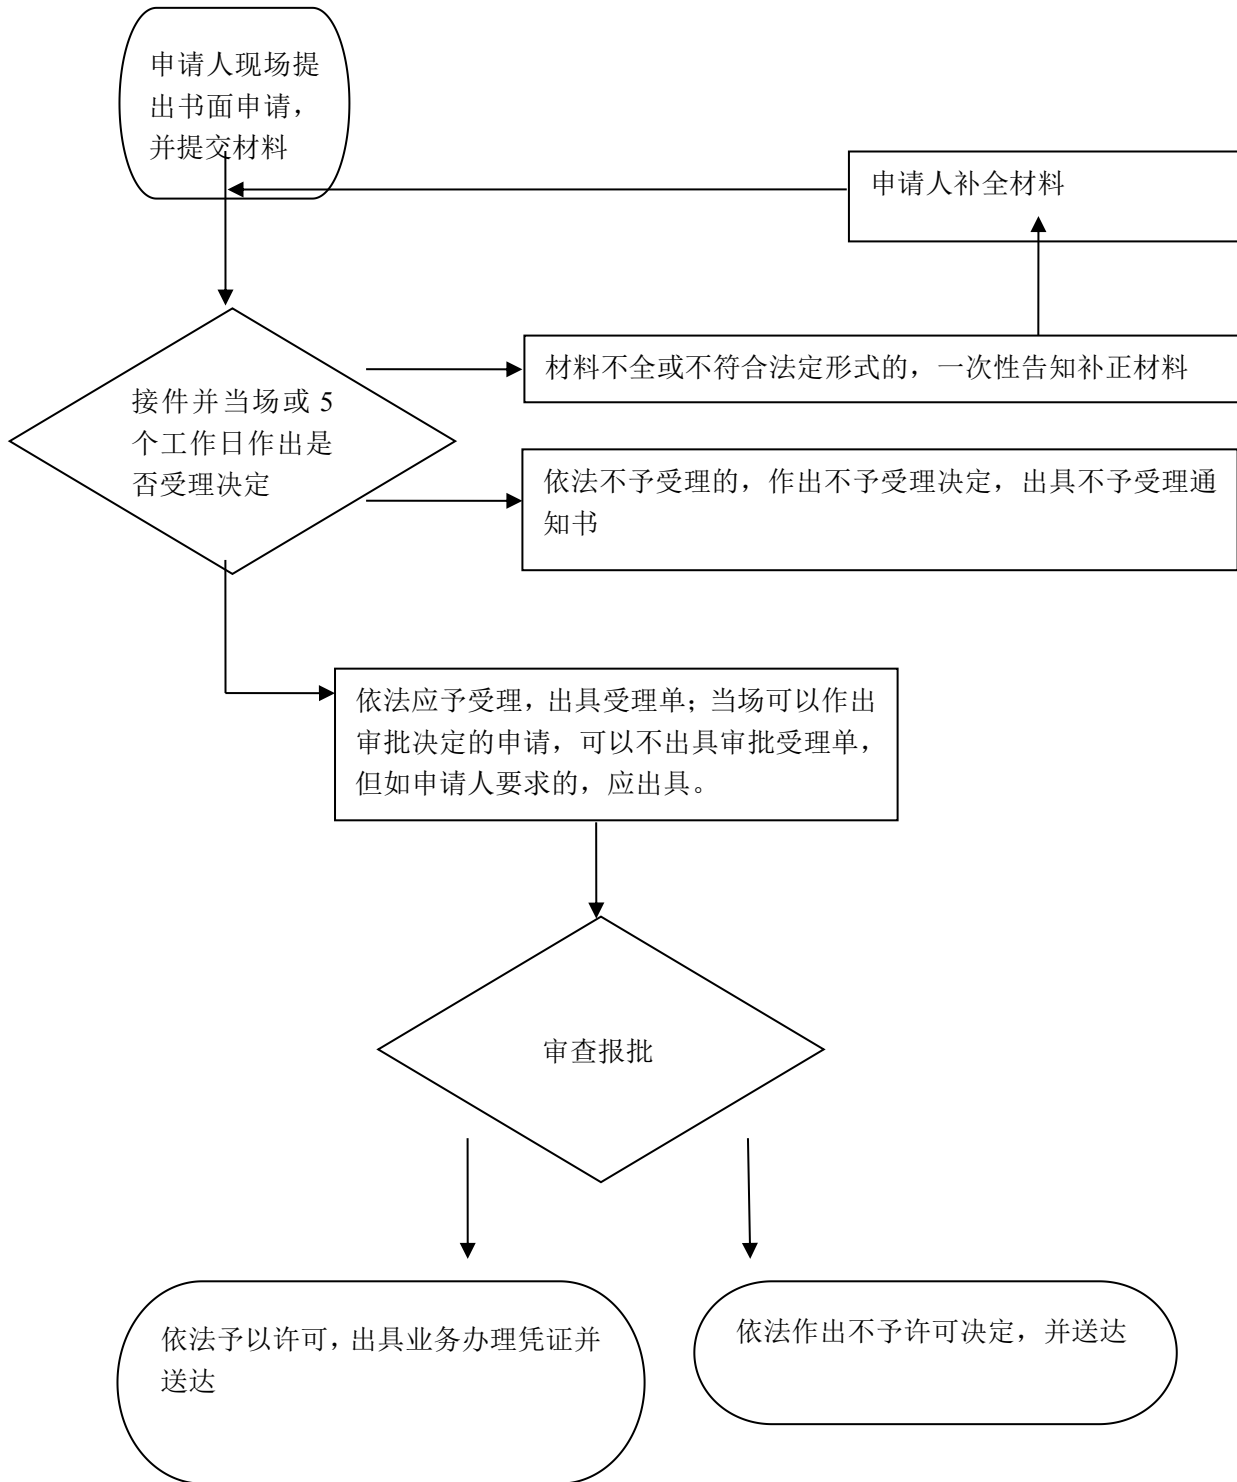 申请人现场提
出书面申请，
并提交材料
申请人补全材料
材料不全或不符合法定形式的，一次性告知补正材料
接件并当场或 5
个工作日作出是
否受理决定
依法不予受理的，作出不予受理决定，出具不予受理通
知书
依法应予受理，出具受理单；当场可以作出
审批决定的申请，可以不出具审批受理单，
但如申请人要求的，应出具。
审查报批
依法予以许可，出具业务办理凭证并
送达
依法作出不予许可决定，并送达